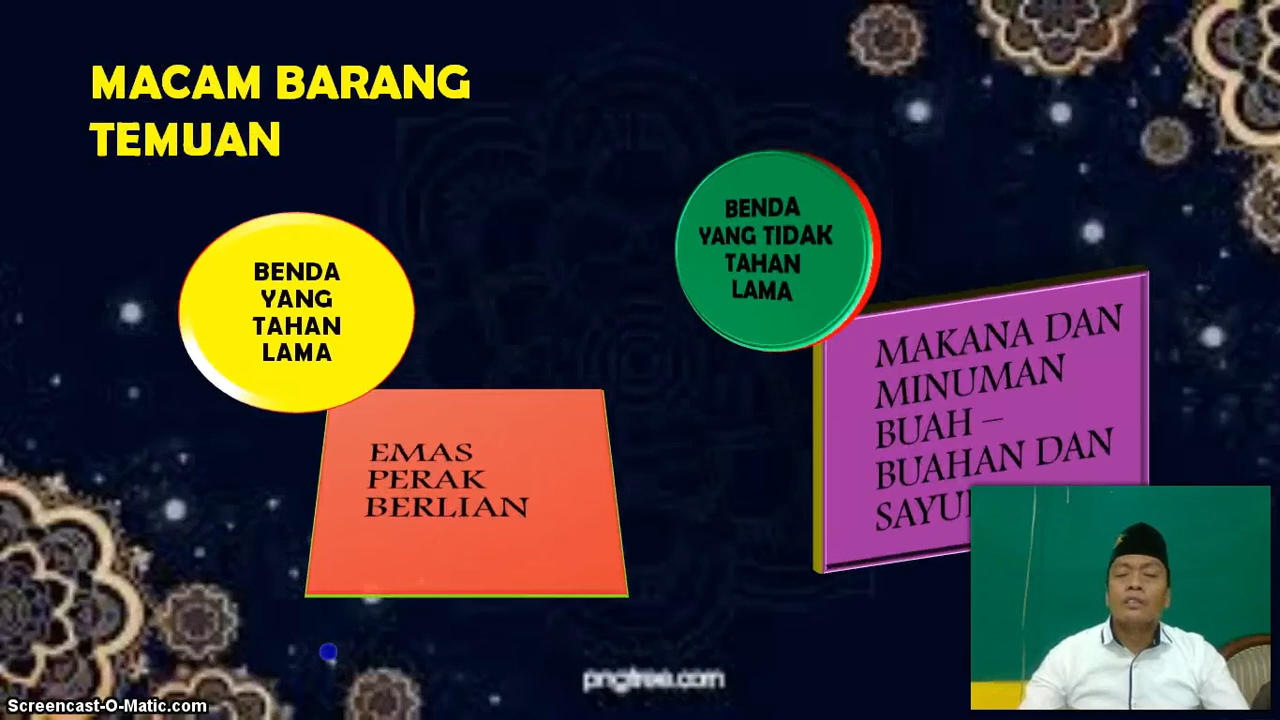 MACAM BARANG
TEMUAN
BENDA
YANG
TAHAN
LAMA
EMAS
PERAK
BERLIAN
BENDA
YANG TIDAK
TAHAN
LAMA
MAKANA DAN
MINUMAN
BUAH –
BUAHAN DAN
pngtree.com
Screencast-O-Matic.com